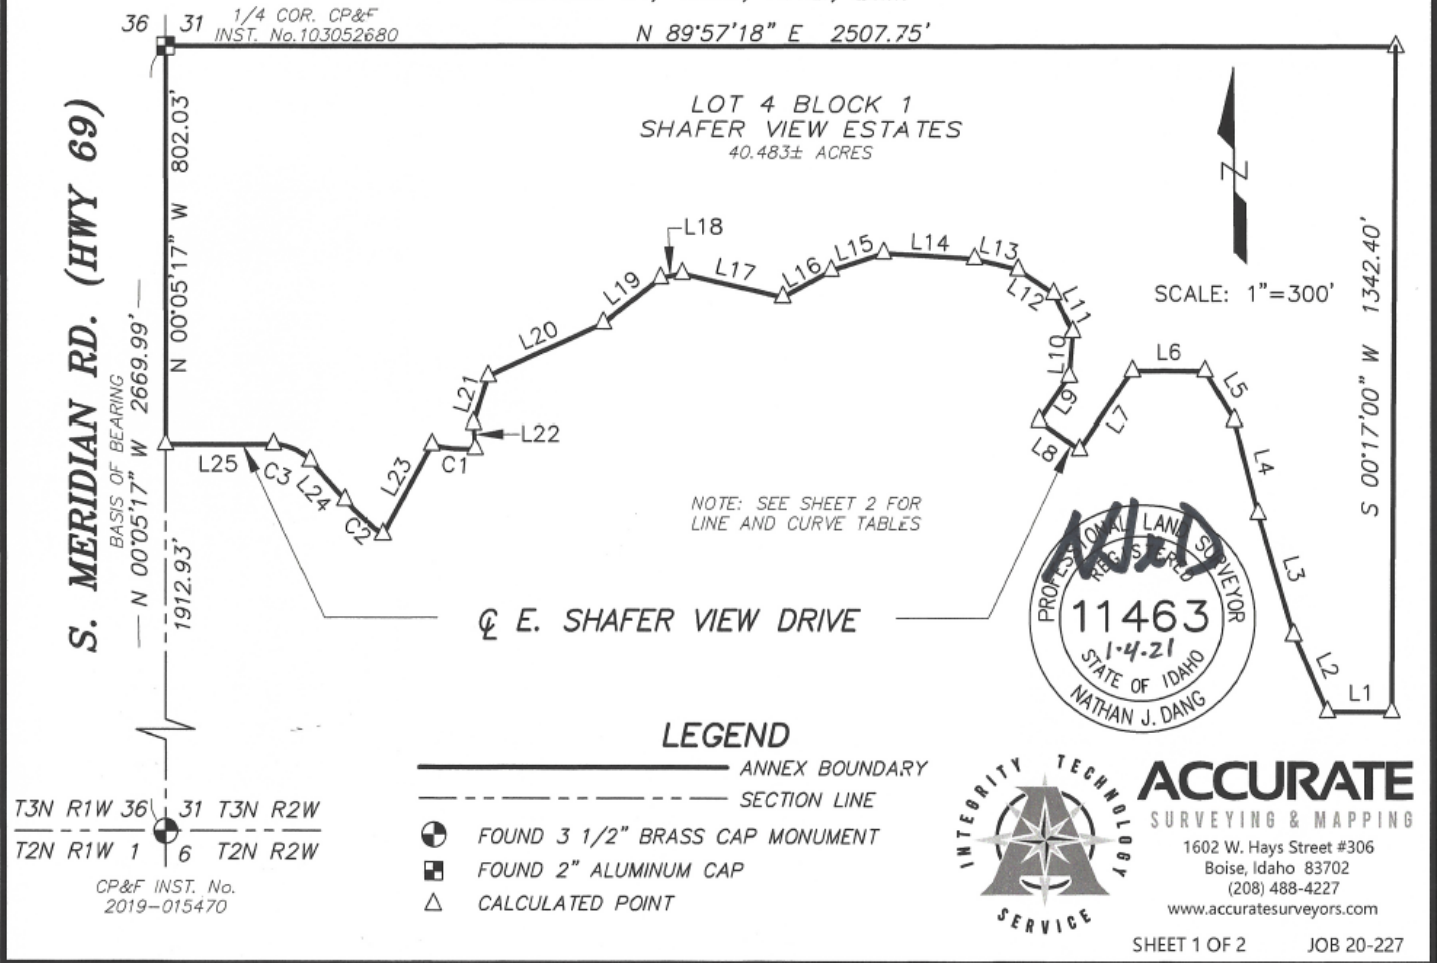 36 31
1/4 COR. CP&F
INST. No.103052680
N 89°57'18" E 2507.75'
S. MERIDIAN RD. (HWY 69)
BASIS OF BEARING
N 00°05'17" W 2669.99'
N 00°05'17" W 802.03'
1912.93'
LOT 4 BLOCK 1
SHAFER VIEW ESTATES
40.483± ACRES
Z
SCALE: 1"=300'
S 00°17'00" W 1342.40'
L18
L19
L17
L16
L15
L14
L13
L12
L11
L10
L9
L8
L7
L6
L5
L4
L3
L2
L1
L20
L21
L22
C1
L23
C2
L24
C3
L25
NOTE: SEE SHEET 2 FOR
LINE AND CURVE TABLES
℄ E. SHAFER VIEW DRIVE
PROFESSIONAL LAND SURVEYOR
REGISTERED
11463
1·4·21
STATE OF IDAHO
NATHAN J. DANG
LEGEND
ANNEX BOUNDARY
SECTION LINE
FOUND 3 1/2" BRASS CAP MONUMENT
FOUND 2" ALUMINUM CAP
CALCULATED POINT
T3N R1W 36 31 T3N R2W
T2N R1W 1 6 T2N R2W
CP&F INST. No.
2019-015470
INTEGRITY TECHNOLOGY
SERVICE
ACCURATE
SURVEYING & MAPPING
1602 W. Hays Street #306
Boise, Idaho 83702
(208) 488-4227
www.accuratesurveyors.com
SHEET 1 OF 2 JOB 20-227